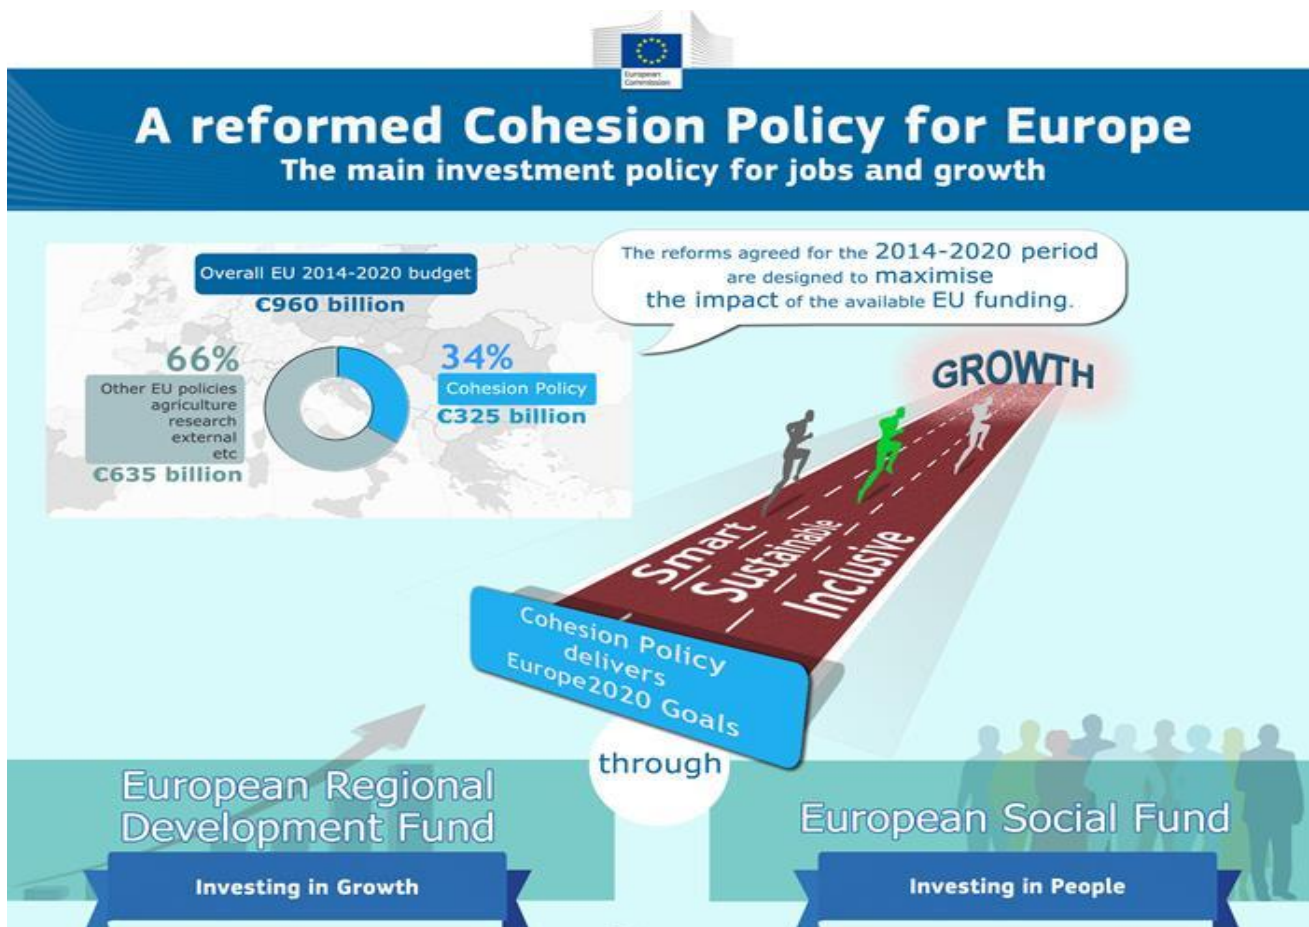 European
Commission
A reformed Cohesion Policy for Europe
The main investment policy for jobs and growth
Overall EU 2014-2020 budget
€960 billion
66%
Other EU policies
agriculture
research
external
etc
€635 billion
34%
Cohesion Policy
€325 billion
The reforms agreed for the 2014-2020 period
are designed to maximise
the impact of the available EU funding.
GROWTH
Smart
Sustainable
Inclusive
Cohesion Policy
delivers
Europe2020 Goals
through
European Regional
Development Fund
Investing in Growth
European Social Fund
Investing in People